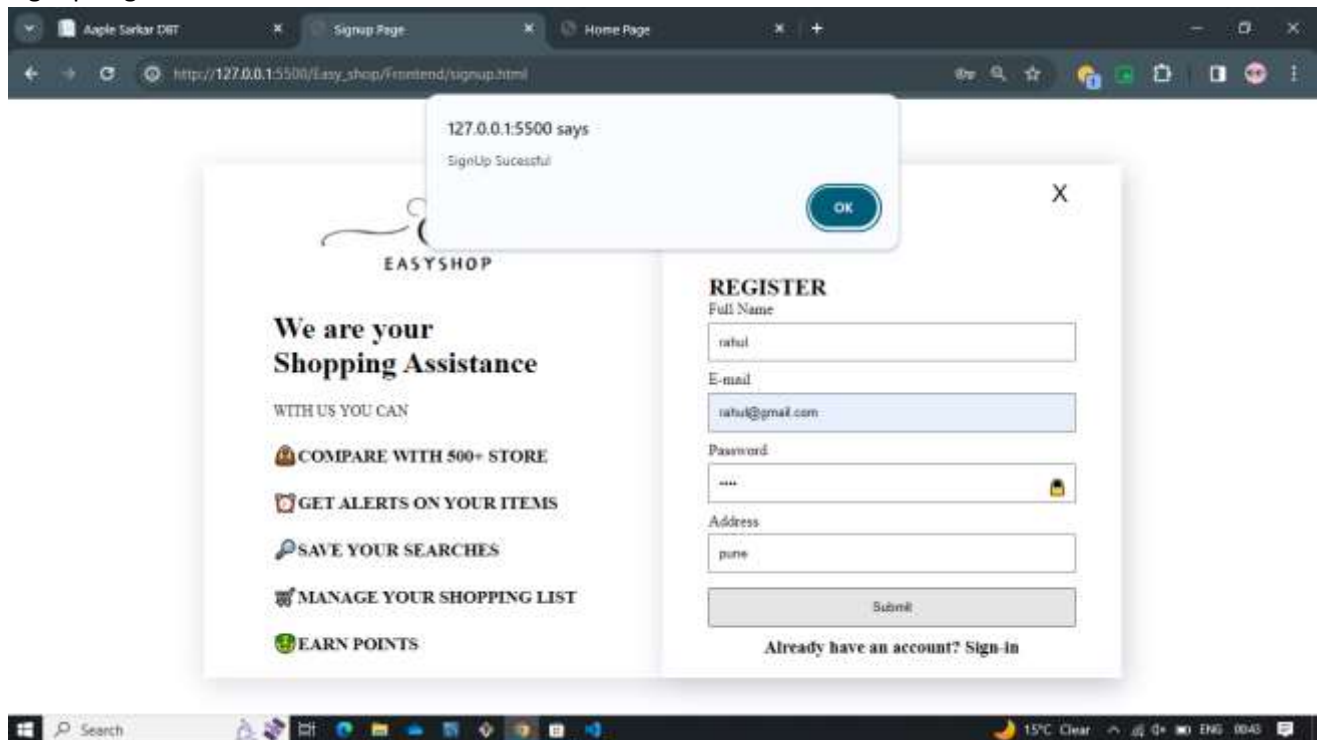 Aaple Sarkar DBT
Signup Page
Home Page
http://127.0.0.1:5500/Easy_shop/Frontend/signup.html
127.0.0.1:5500 says
SignUp Sucessful
OK
X
EASYSHOP
We are your
Shopping Assistance
WITH US YOU CAN
COMPARE WITH 500+ STORE
GET ALERTS ON YOUR ITEMS
SAVE YOUR SEARCHES
MANAGE YOUR SHOPPING LIST
EARN POINTS
REGISTER
Full Name
rahul
E-mail
rahul@gmail.com
Password
••••
Address
pune
Submit
Already have an account? Sign-in
Search
15°C Clear
ENG
0043